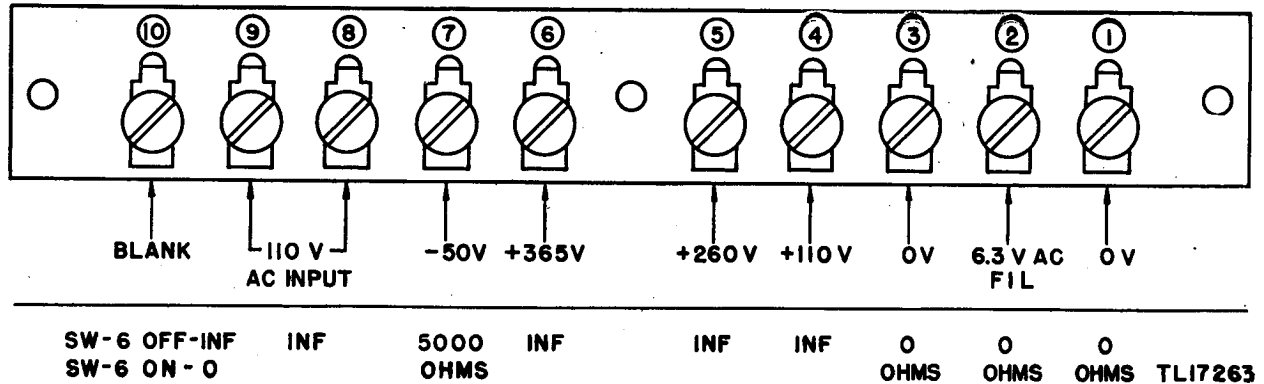 10 9 8 7 6 5 4 3 2 1
BLANK 110 V -50V +365V +260V +110V 0V 6.3 V AC 0V
AC INPUT FIL
SW-6 OFF-INF INF 5000 INF INF INF 0 0 0
SW-6 ON-0 OHMS OHMS OHMS OHMS TL17263